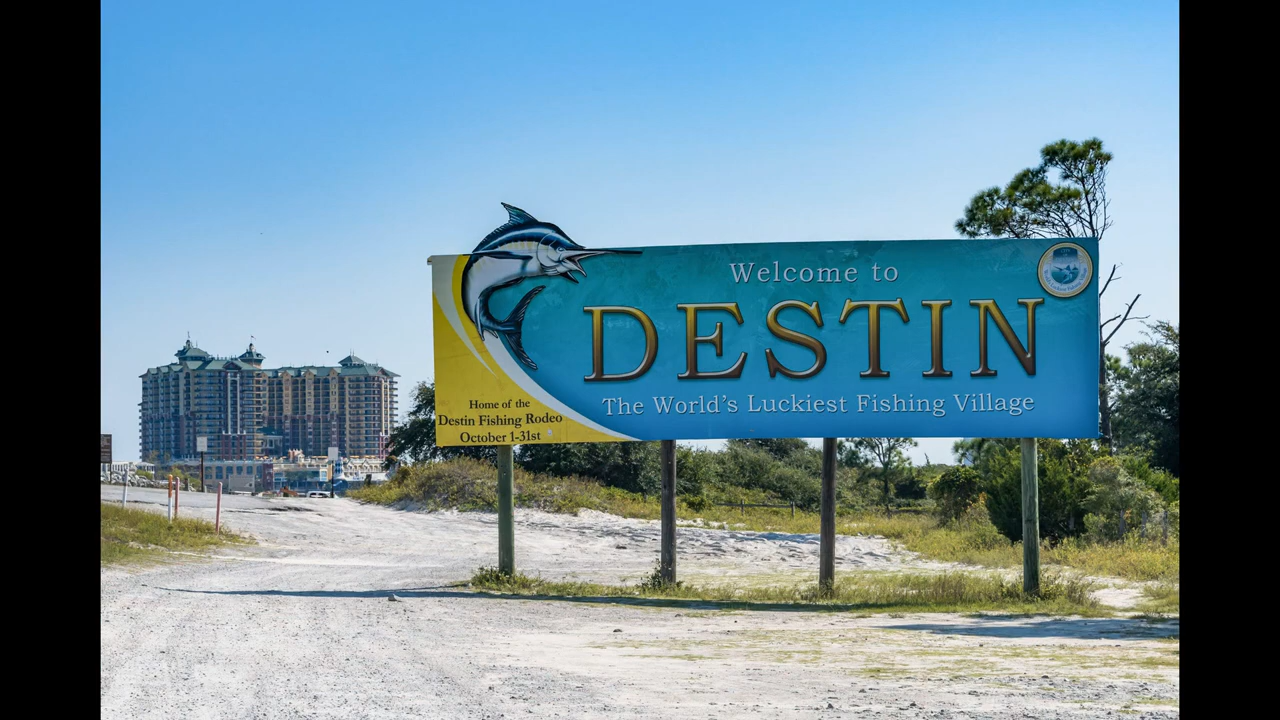 Welcome to
DESTIN
The World's Luckiest Fishing Village
Home of the
Destin Fishing Rodeo
October 1-31st